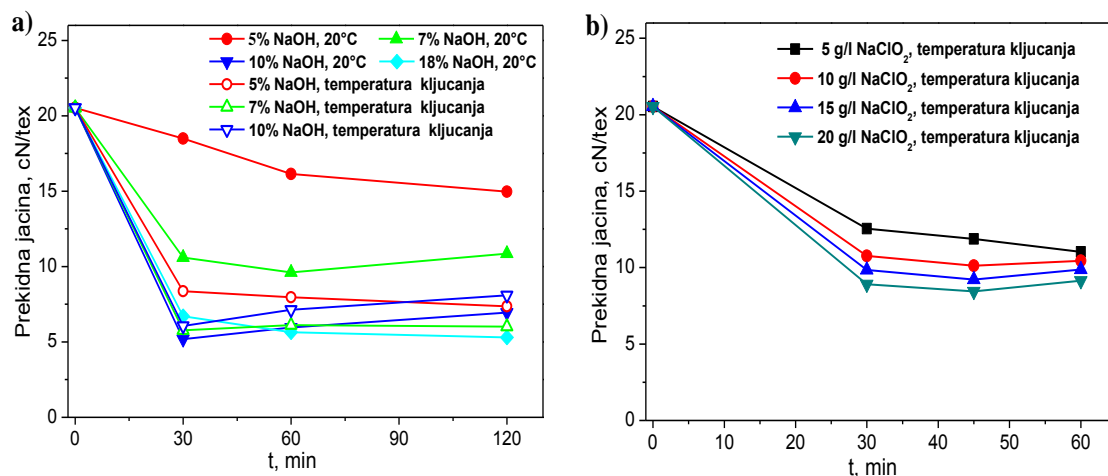 a)
5% NaOH, 20°C
7% NaOH, 20°C
10% NaOH, 20°C
18% NaOH, 20°C
5% NaOH, temperatura kljucanja
7% NaOH, temperatura kljucanja
10% NaOH, temperatura kljucanja
Prekidna jacina, cN/tex
25
20
15
10
5
0
0 30 60 90 120
t, min
b)
5 g/l NaClO₂, temperatura kljucanja
10 g/l NaClO₂, temperatura kljucanja
15 g/l NaClO₂, temperatura kljucanja
20 g/l NaClO₂, temperatura kljucanja
Prekidna jacina, cN/tex
25
20
15
10
5
0
0 10 20 30 40 50 60
t, min